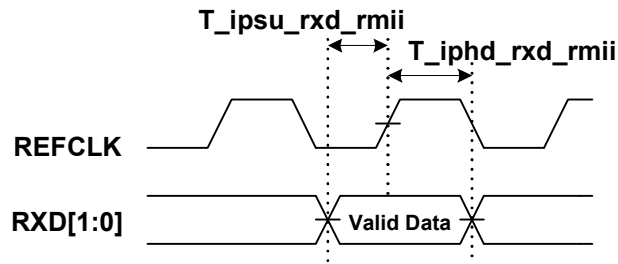 T_ipsu_rxd_rmii
T_iphd_rxd_rmii
REFCLK
RXD[1:0]
Valid Data